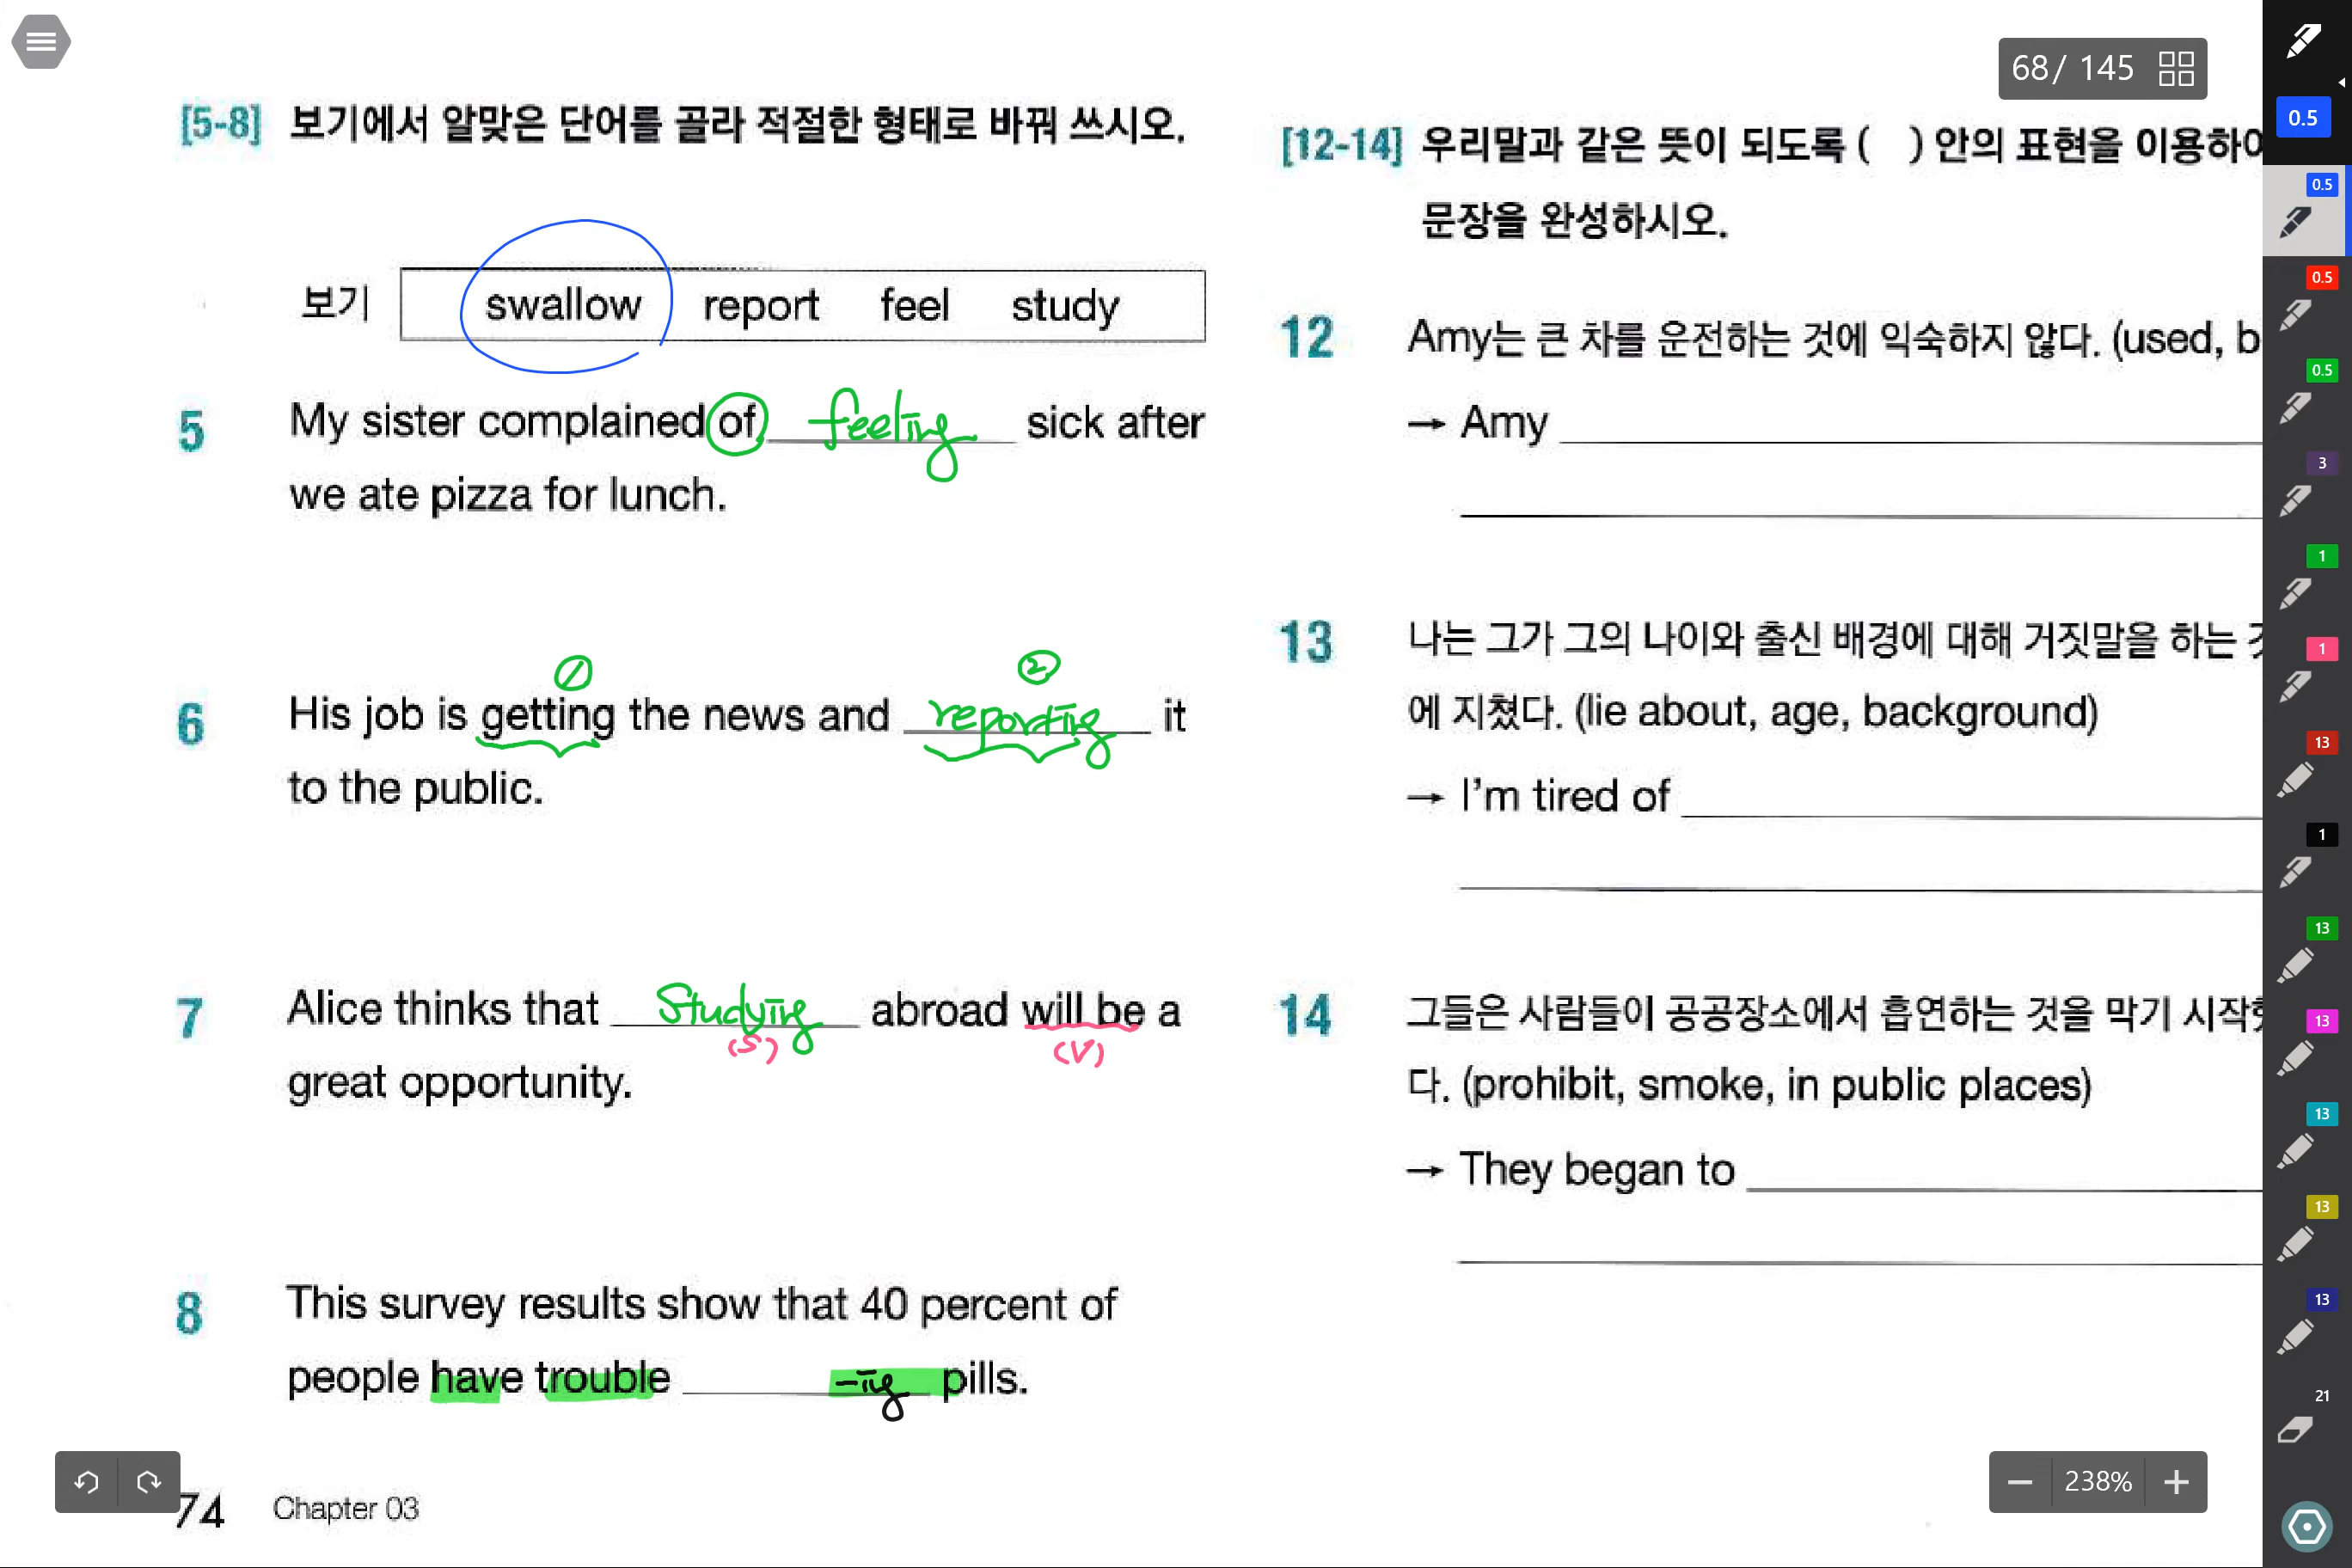 68/ 145
[5-8] 보기에서 알맞은 단어를 골라 적절한 형태로 바꿔 쓰시오.
보기 swallow report feel study
5 My sister complained of feeling sick after
we ate pizza for lunch.
① ②
6 His job is getting the news and reporting it
to the public.
7 Alice thinks that studying abroad will be a
(S) (V)
great opportunity.
8 This survey results show that 40 percent of
people have trouble -ing pills.
74 Chapter 03
[12-14] 우리말과 같은 뜻이 되도록 ( ) 안의 표현을 이용하여
문장을 완성하시오.
12 Amy는 큰 차를 운전하는 것에 익숙하지 않다. (used, b
→ Amy
13 나는 그가 그의 나이와 출신 배경에 대해 거짓말을 하는 것
에 지쳤다. (lie about, age, background)
→ I'm tired of
14 그들은 사람들이 공공장소에서 흡연하는 것을 막기 시작했
다. (prohibit, smoke, in public places)
→ They began to
238%
0.5
0.5
0.5
0.5
3
1
1
13
1
13
13
13
13
13
21